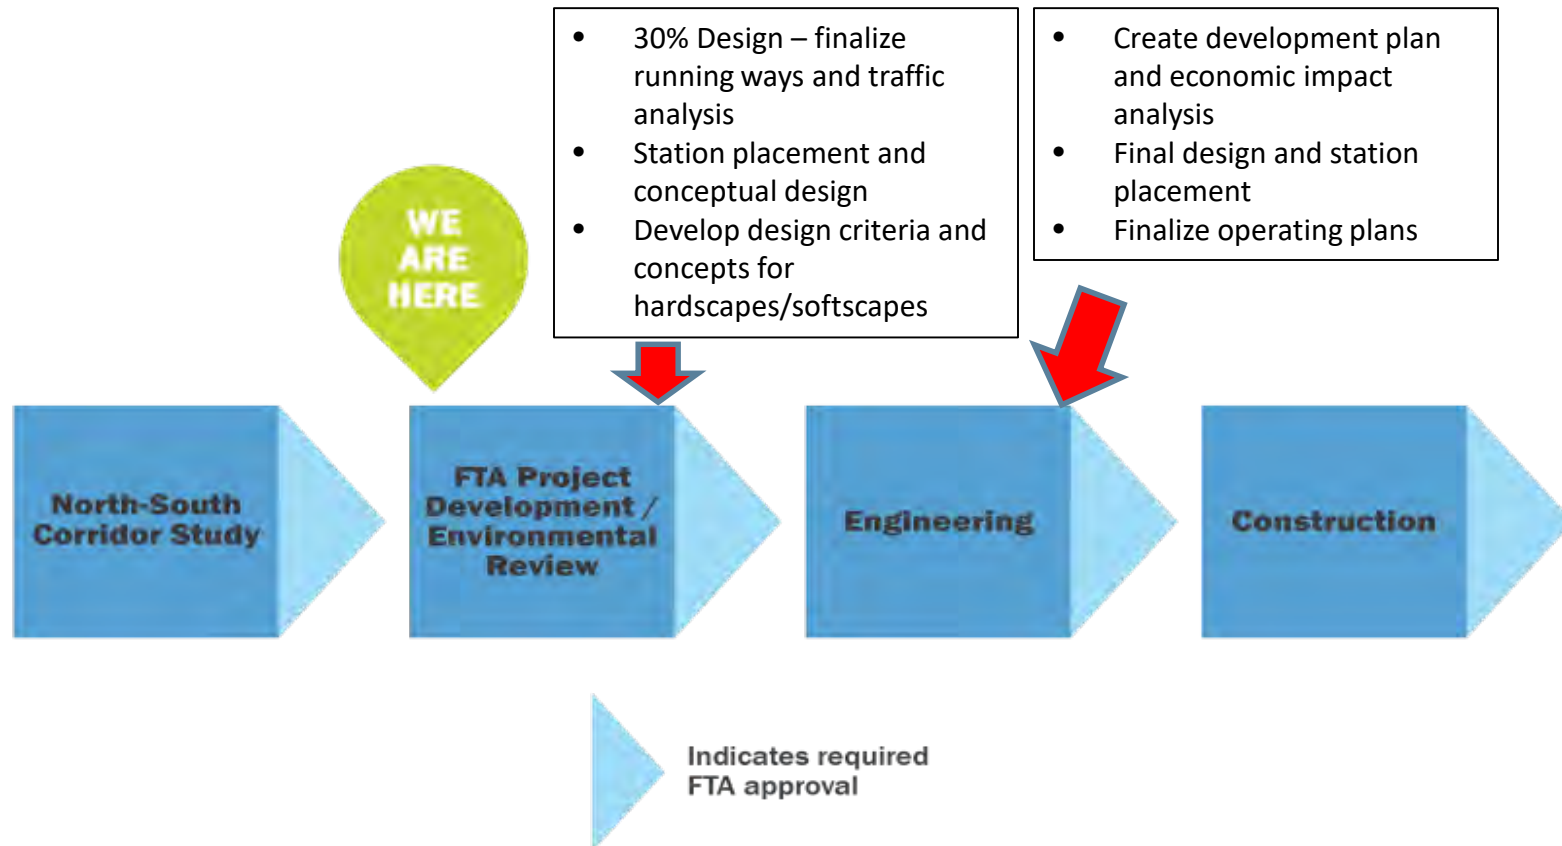 • 30% Design – finalize
running ways and traffic
analysis
• Station placement and
conceptual design
• Develop design criteria and
concepts for
hardscapes/softscapes
• Create development plan
and economic impact
analysis
• Final design and station
placement
• Finalize operating plans
WE
ARE
HERE
North-South
Corridor Study
FTA Project
Development /
Environmental
Review
Engineering
Construction
Indicates required
FTA approval